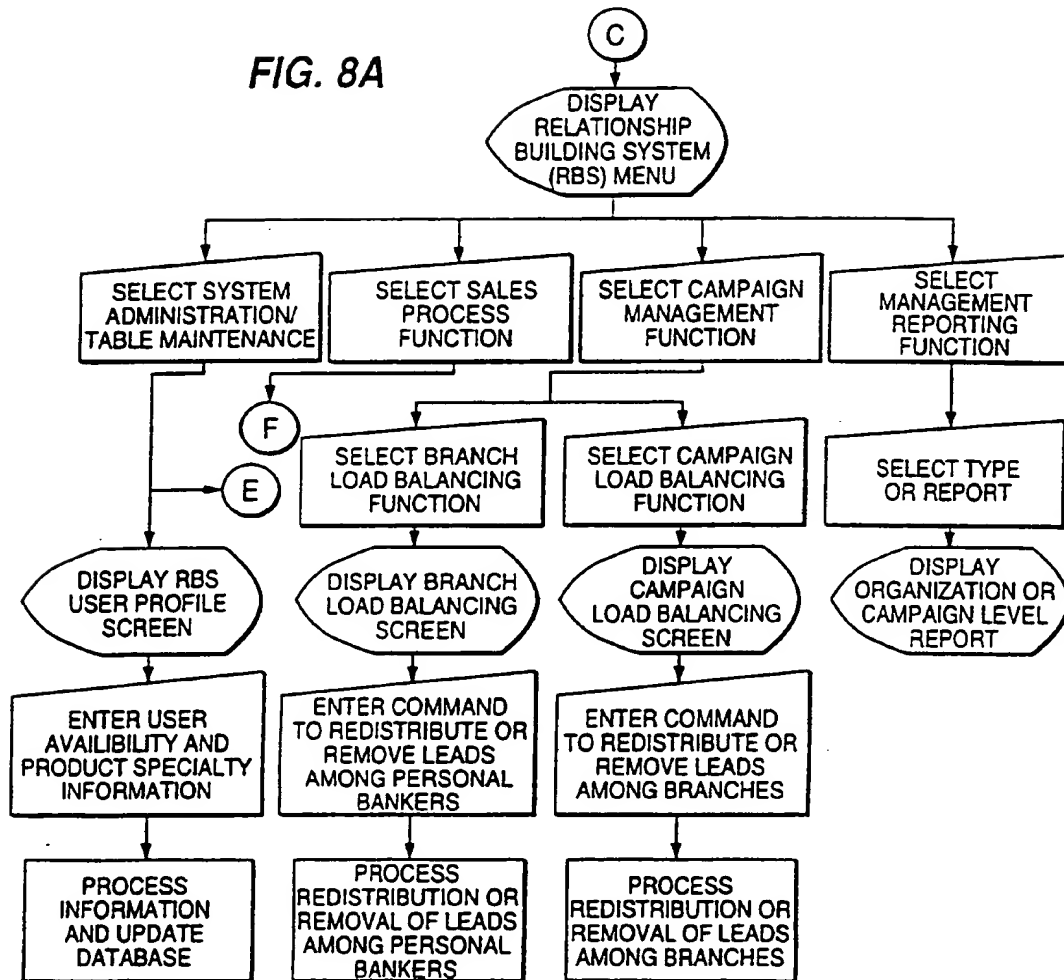 FIG. 8A
C
DISPLAY
RELATIONSHIP
BUILDING SYSTEM
(RBS) MENU
SELECT SYSTEM
ADMINISTRATION/
TABLE MAINTENANCE
SELECT SALES
PROCESS
FUNCTION
SELECT CAMPAIGN
MANAGEMENT
FUNCTION
SELECT
MANAGEMENT
REPORTING
FUNCTION
F
E
SELECT BRANCH
LOAD BALANCING
FUNCTION
SELECT CAMPAIGN
LOAD BALANCING
FUNCTION
SELECT TYPE
OR REPORT
DISPLAY RBS
USER PROFILE
SCREEN
DISPLAY BRANCH
LOAD BALANCING
SCREEN
DISPLAY
CAMPAIGN
LOAD BALANCING
SCREEN
DISPLAY
ORGANIZATION OR
CAMPAIGN LEVEL
REPORT
ENTER USER
AVAILIBILITY AND
PRODUCT SPECIALTY
INFORMATION
ENTER COMMAND
TO REDISTRIBUTE OR
REMOVE LEADS
AMONG PERSONAL
BANKERS
ENTER COMMAND
TO REDISTRIBUTE OR
REMOVE LEADS
AMONG BRANCHES
PROCESS
INFORMATION
AND UPDATE
DATABASE
PROCESS
REDISTRIBUTION OR
REMOVAL OF LEADS
AMONG PERSONAL
BANKERS
PROCESS
REDISTRIBUTION OR
REMOVAL OF LEADS
AMONG BRANCHES